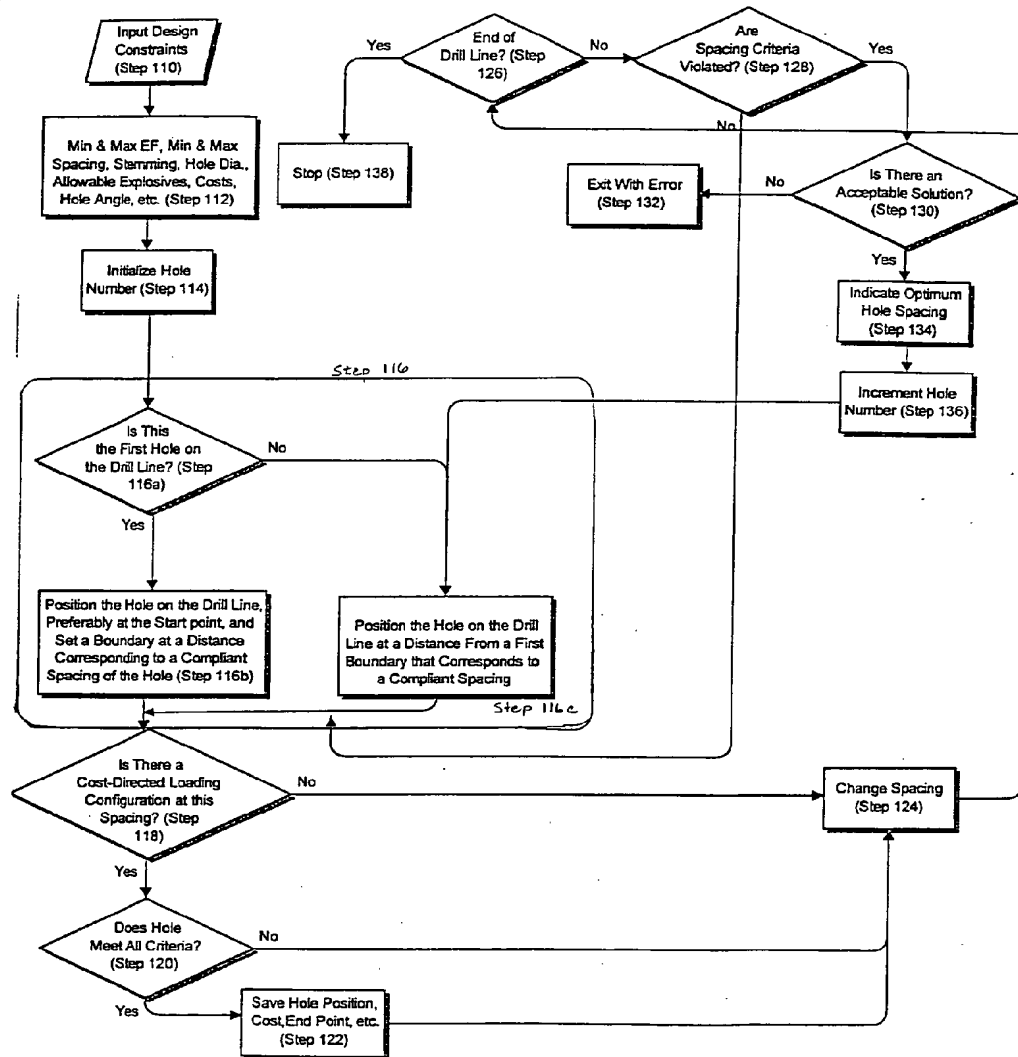 Input Design
Constraints
(Step 110)
Min & Max EF, Min & Max
Spacing, Stemming, Hole Dia.,
Allowable Explosives, Costs,
Hole Angle, etc. (Step 112)
Initialize Hole
Number (Step 114)
Step 116
Is This
the First Hole on
the Drill Line? (Step
116a)
No
Yes
Position the Hole on the Drill Line,
Preferably at the Start point, and
Set a Boundary at a Distance
Corresponding to a Compliant
Spacing of the Hole (Step 116b)
Position the Hole on the Drill
Line at a Distance From a First
Boundary that Corresponds to
a Compliant Spacing
Step 116c
Is There a
Cost-Directed Loading
Configuration at this
Spacing? (Step
118)
No
Yes
Does Hole
Meet All Criteria?
(Step 120)
No
Yes
Save Hole Position,
Cost,End Point, etc.
(Step 122)
Change Spacing
(Step 124)
End of
Drill Line? (Step
126)
Yes
No
Stop (Step 138)
Are
Spacing Criteria
Violated? (Step 128)
Yes
No
Is There an
Acceptable Solution?
(Step 130)
No
Exit With Error
(Step 132)
Yes
Indicate Optimum
Hole Spacing
(Step 134)
Increment Hole
Number (Step 136)